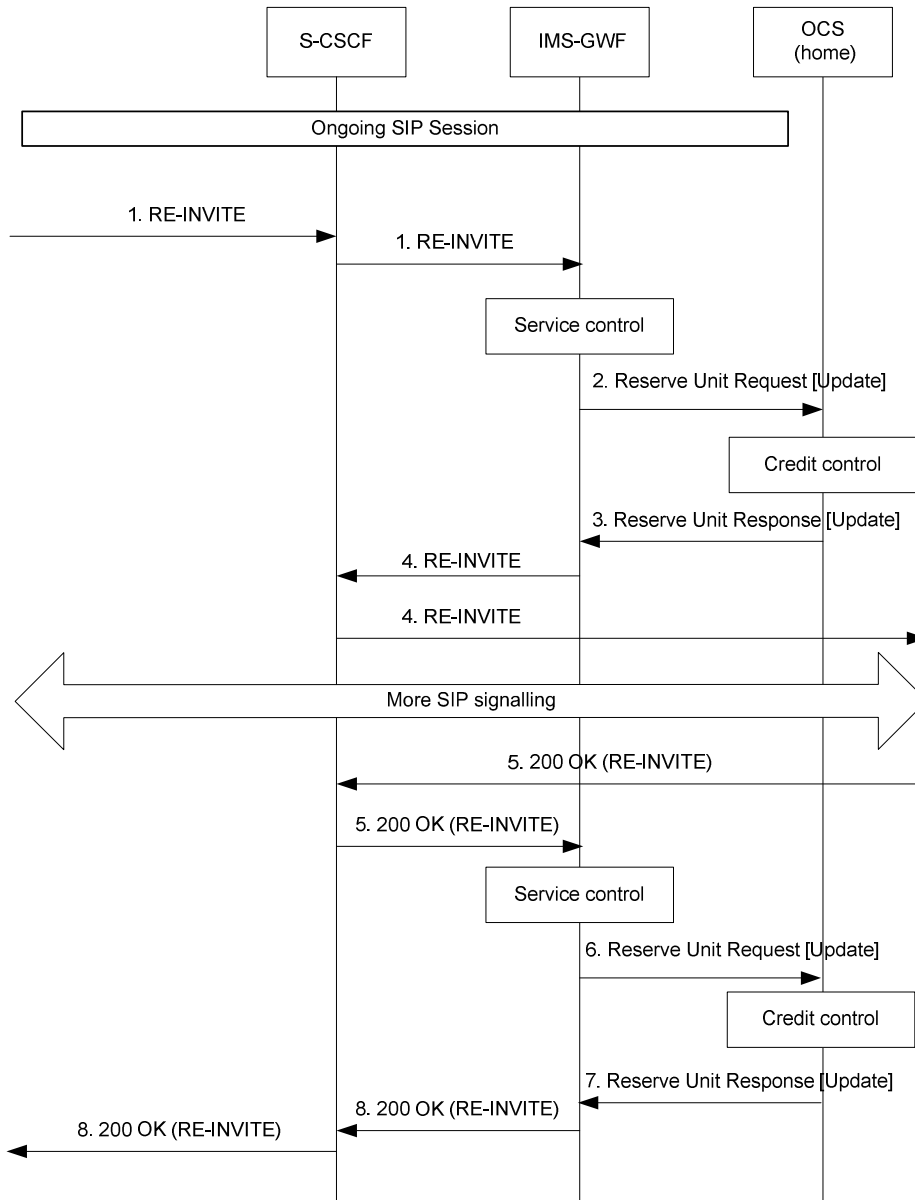 S-CSCF
IMS-GWF
OCS
(home)
Ongoing SIP Session
1. RE-INVITE
1. RE-INVITE
Service control
2. Reserve Unit Request [Update]
Credit control
3. Reserve Unit Response [Update]
4. RE-INVITE
4. RE-INVITE
More SIP signalling
5. 200 OK (RE-INVITE)
5. 200 OK (RE-INVITE)
Service control
6. Reserve Unit Request [Update]
Credit control
7. Reserve Unit Response [Update]
8. 200 OK (RE-INVITE)
8. 200 OK (RE-INVITE)